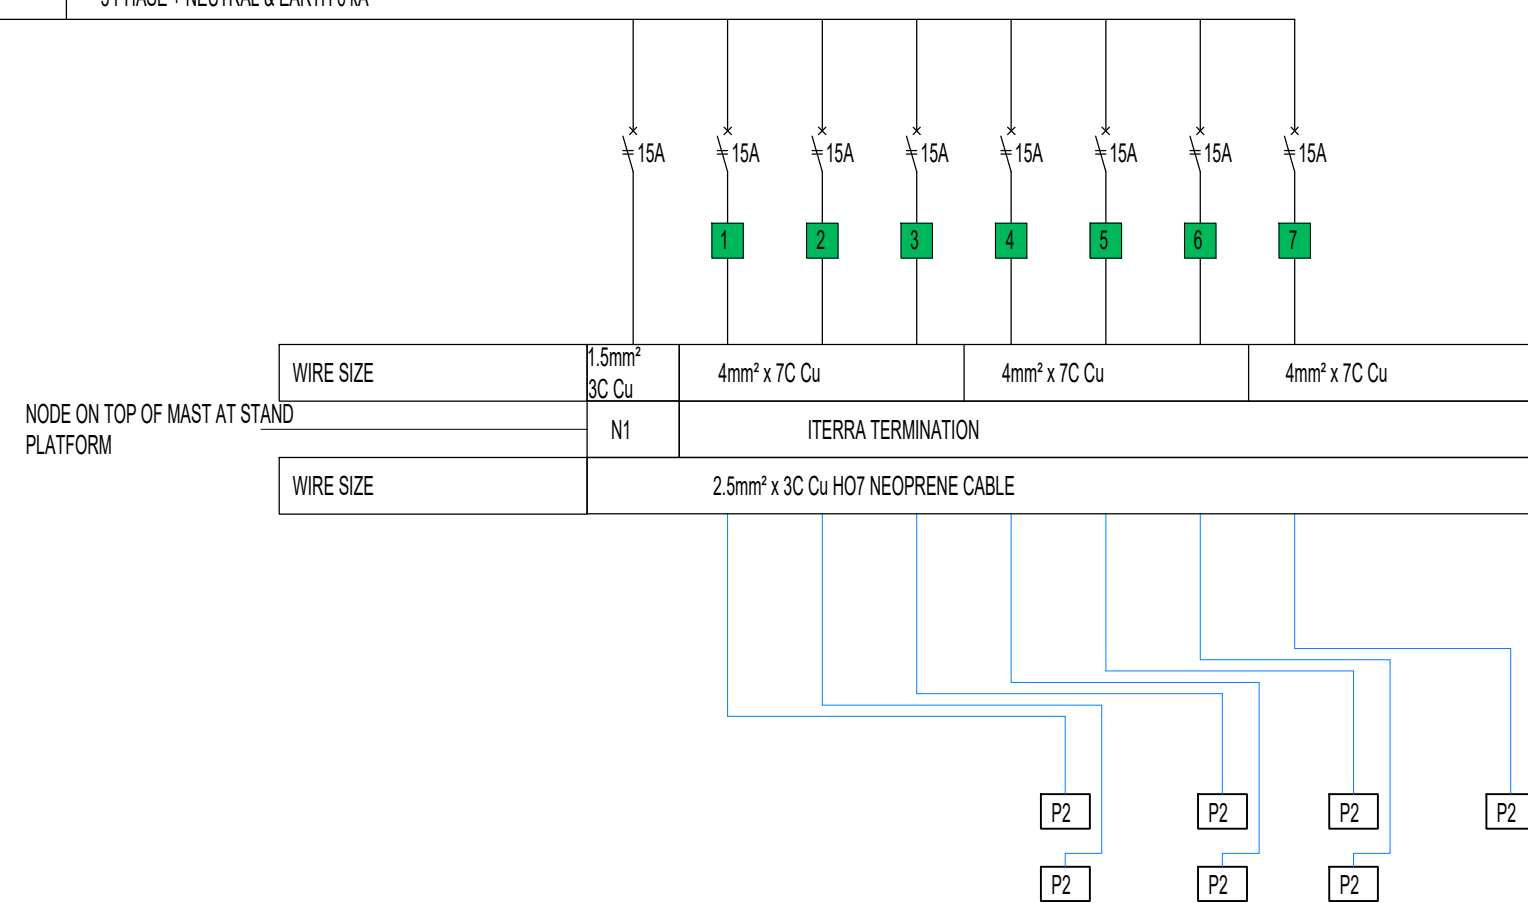 & EARTH 6 kA
15A 15A 15A 15A 15A 15A 15A 15A
1 2 3 4 5 6 7
WIRE SIZE 1.5mm² 3C Cu 4mm² x 7C Cu 4mm² x 7C Cu 4mm² x 7C Cu
NODE ON TOP OF MAST AT STAND
PLATFORM
N1 ITERRA TERMINATION
WIRE SIZE 2.5mm² x 3C Cu HO7 NEOPRENE CABLE
P2 P2 P2 P2
P2 P2 P2